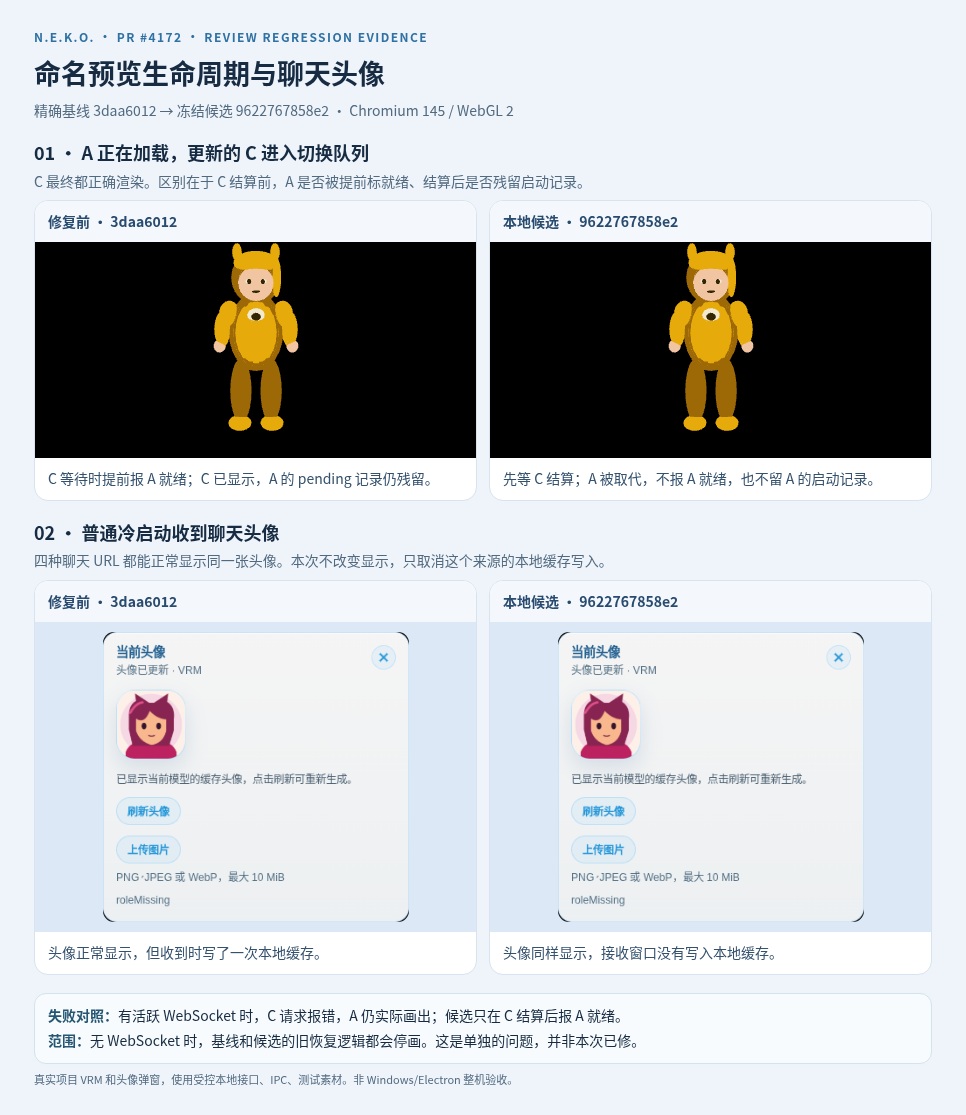 N.E.K.O. · PR #4172 · REVIEW REGRESSION EVIDENCE
命名预览生命周期与聊天头像
精确基线 3daa6012 → 冻结候选 9622767858e2 · Chromium 145 / WebGL 2
01 · A 正在加载，更新的 C 进入切换队列
C 最终都正确渲染。区别在于 C 结算前，A 是否被提前标就绪、结算后是否残留启动记录。
修复前 · 3daa6012
C 等待时提前报 A 就绪；C 已显示，A 的 pending 记录仍残留。
本地候选 · 9622767858e2
先等 C 结算；A 被取代，不报 A 就绪，也不留 A 的启动记录。
02 · 普通冷启动收到聊天头像
四种聊天 URL 都能正常显示同一张头像。本次不改变显示，只取消这个来源的本地缓存写入。
修复前 · 3daa6012
当前头像
头像已更新 · VRM
已显示当前模型的缓存头像，点击刷新可重新生成。
刷新头像
上传图片
PNG·JPEG 或 WebP，最大 10 MiB
roleMissing
头像正常显示，但收到时写了一次本地缓存。
本地候选 · 9622767858e2
当前头像
头像已更新 · VRM
已显示当前模型的缓存头像，点击刷新可重新生成。
刷新头像
上传图片
PNG·JPEG 或 WebP，最大 10 MiB
roleMissing
头像同样显示，接收窗口没有写入本地缓存。
失败对照：有活跃 WebSocket 时，C 请求报错，A 仍实际画出；候选只在 C 结算后报 A 就绪。
范围：无 WebSocket 时，基线和候选的旧恢复逻辑都会停画。这是单独的问题，并非本次已修。
真实项目 VRM 和头像弹窗，使用受控本地接口、IPC、测试素材。非 Windows/Electron 整机验收。